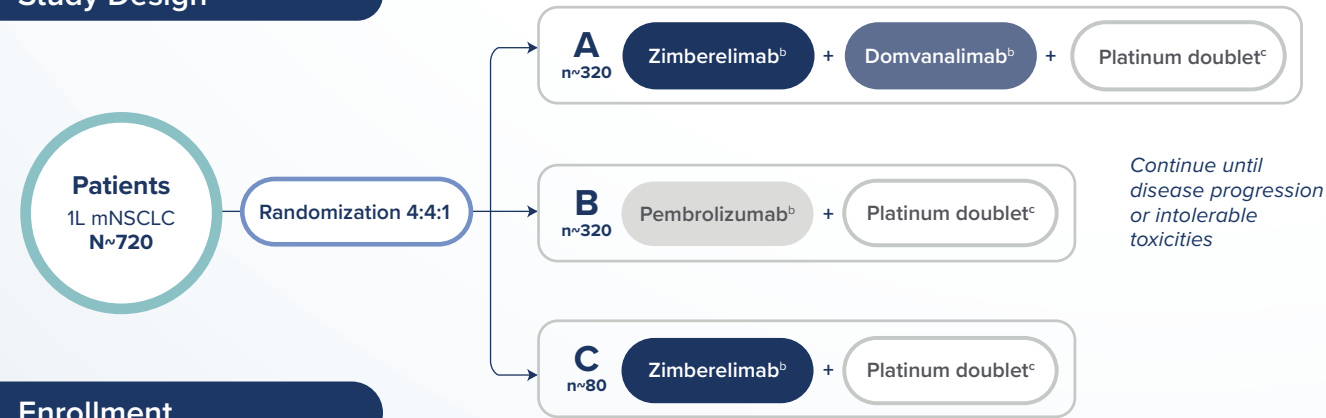 Study Design
A
n~320
Zimberelimabᵇ + Domvanalimabᵇ + Platinum doubletᶜ
Patients
1L mNSCLC
N~720
Randomization 4:4:1
B
n~320
Pembrolizumabᵇ + Platinum doubletᶜ
Continue until
disease progression
or intolerable
toxicities
C
n~80
Zimberelimabᵇ + Platinum doubletᶜ
Enrollment